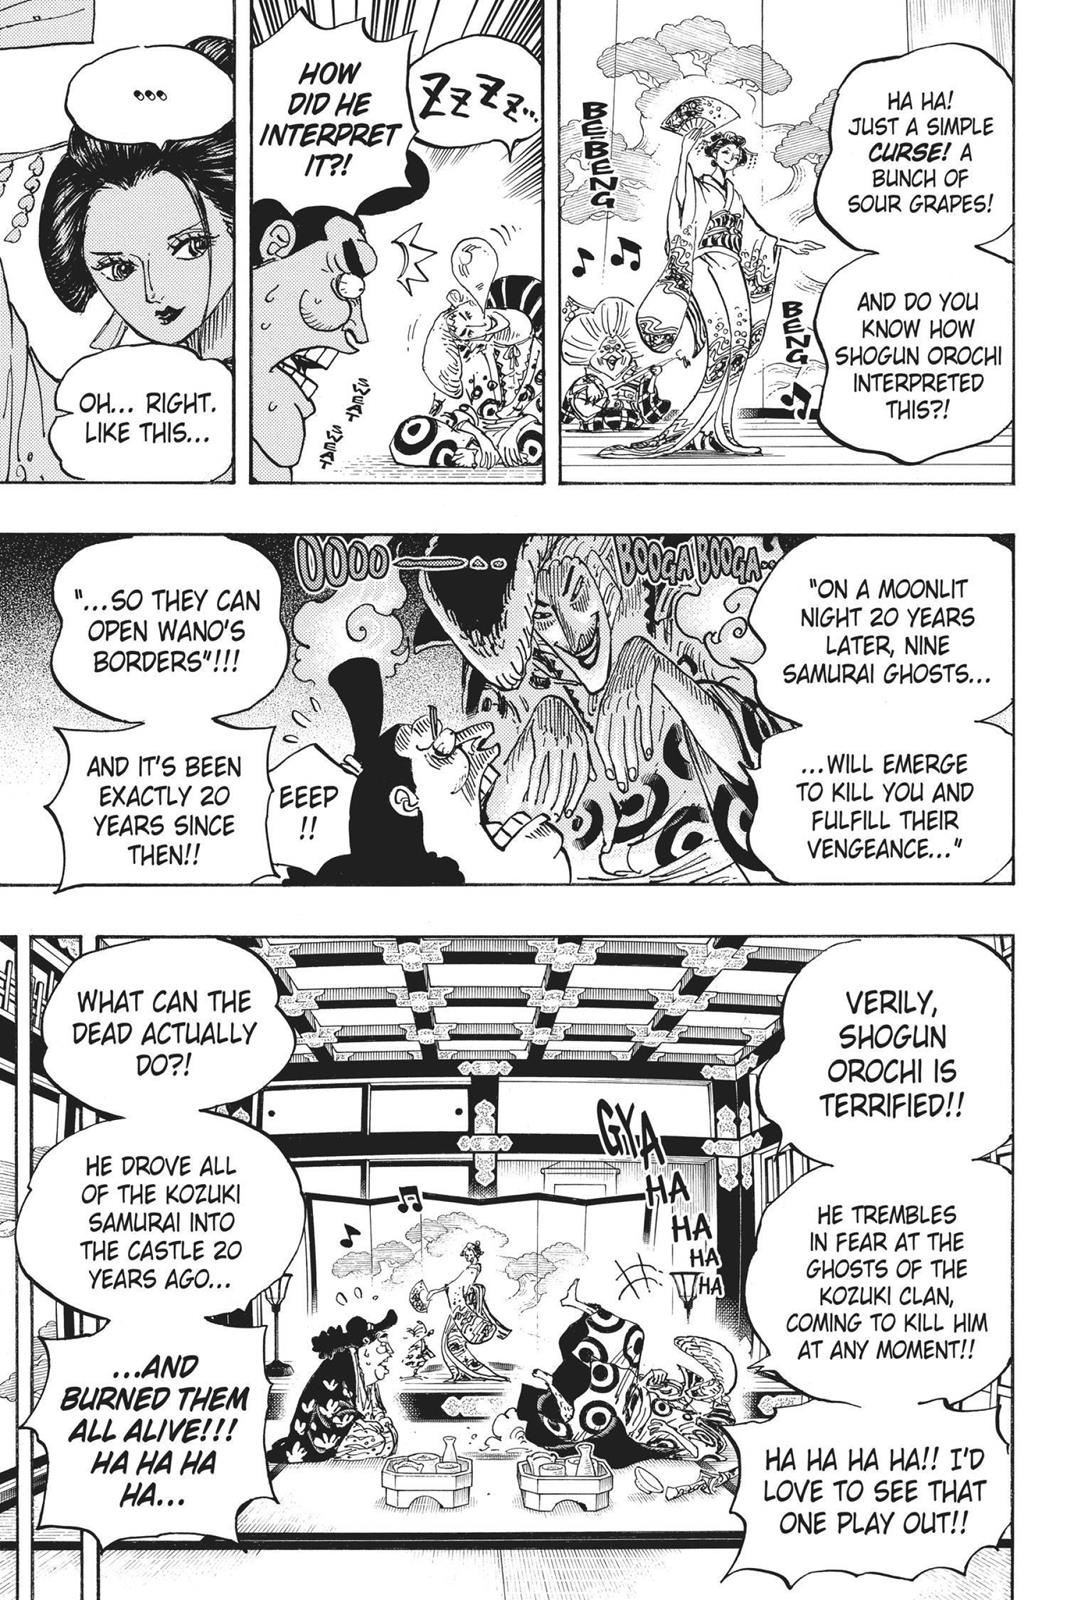 HA HA!
JUST A SIMPLE
CURSE! A
BUNCH OF
SOUR GRAPES!
AND DO YOU
KNOW HOW
SHOGUN OROCHI
INTERPRETED
THIS?!
BE-BENG
BENG
ZZZZ...
HOW
DID HE
INTERPRET
IT?!
SWEAT
SWEAT
...
OH... RIGHT.
LIKE THIS...
"ON A MOONLIT
NIGHT 20 YEARS
LATER, NINE
SAMURAI GHOSTS...
...WILL EMERGE
TO KILL YOU AND
FULFILL THEIR
VENGEANCE..."
BOOGA BOOGA...
OOOO
EEEP
!!
"...SO THEY CAN
OPEN WANO'S
BORDERS"!!!
AND IT'S BEEN
EXACTLY 20
YEARS SINCE
THEN!!
VERILY,
SHOGUN
OROCHI IS
TERRIFIED!!
HE TREMBLES
IN FEAR AT THE
GHOSTS OF THE
KOZUKI CLAN,
COMING TO KILL HIM
AT ANY MOMENT!!
HA HA HA HA!! I'D
LOVE TO SEE THAT
ONE PLAY OUT!!
GYA
HA
HA
HA
HA
WHAT CAN THE
DEAD ACTUALLY
DO?!
HE DROVE ALL
OF THE KOZUKI
SAMURAI INTO
THE CASTLE 20
YEARS AGO...
...AND
BURNED THEM
ALL ALIVE!!!
HA HA HA
HA...